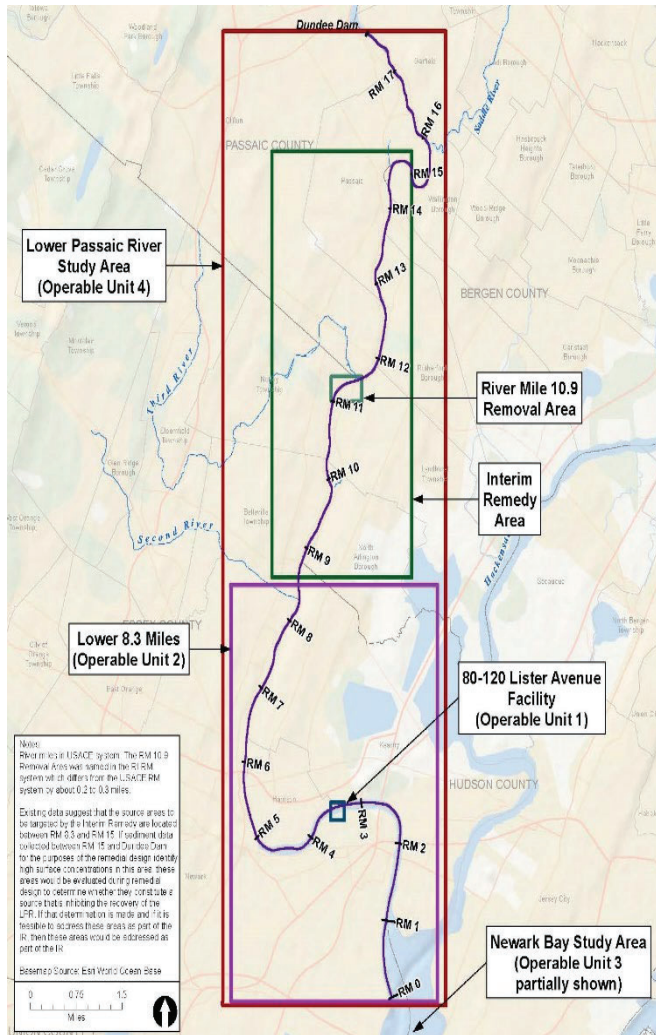 Dundee Dam
RM 17
RM 16
Saddle River
PASSAIC COUNTY
Passaic
RM 15
RM 14
Lower Passaic River
Study Area
(Operable Unit 4)
RM 13
BERGEN COUNTY
Third River
RM 12
River Mile 10.9
Removal Area
RM 11
RM 10
Interim
Remedy
Area
Second River
RM 9
North
Arlington
Borough
Lower 8.3 Miles
(Operable Unit 2)
RM 8
80-120 Lister Avenue
Facility
(Operable Unit 1)
RM 7
East Orange
Kearny
HUDSON COUNTY
RM 6
Harrison
RM 5
RM 4
RM 3
RM 2
Newark
Jersey City
RM 1
RM 0
Newark Bay Study Area
(Operable Unit 3
partially shown)
Notes:
River miles in USACE system. The RM 10.9
Removal Area was named in the RI RM
system which differs from the USACE RM
system by about 0.2 to 0.3 miles.
Existing data suggest that the source areas to
be targeted by the Interim Remedy are located
between RM 8.3 and RM 15. If sediment data
collected between RM 15 and Dundee Dam
for the purposes of the remedial design identify
high surface concentrations in this area, these
areas would be evaluated during remedial
design to determine whether they constitute a
source that is inhibiting the recovery of the
LPR. If that determination is made and if it is
feasible to address these areas as part of the
IR, then these areas would be addressed as
part of the IR.
Basemap Source: Esri World Ocean Base
0 0.75 1.5
Miles